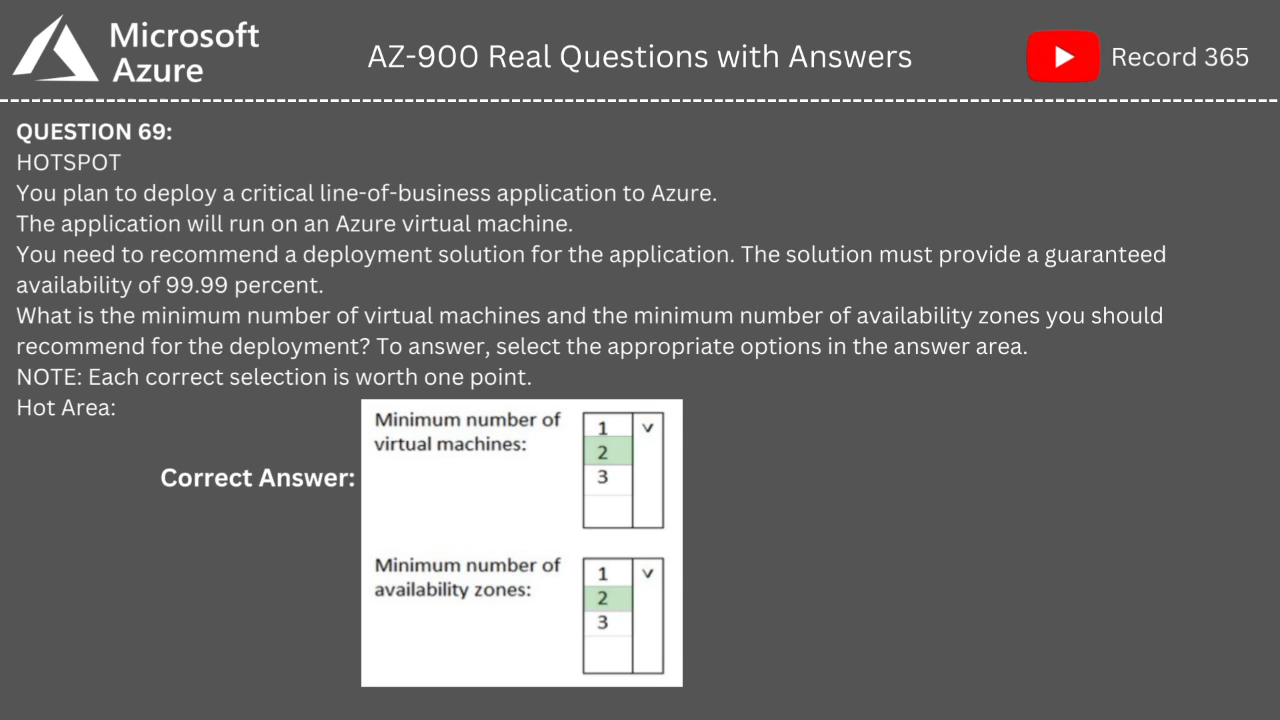 Microsoft
Azure
AZ-900 Real Questions with Answers
Record 365
QUESTION 69:
HOTSPOT
You plan to deploy a critical line-of-business application to Azure.
The application will run on an Azure virtual machine.
You need to recommend a deployment solution for the application. The solution must provide a guaranteed
availability of 99.99 percent.
What is the minimum number of virtual machines and the minimum number of availability zones you should
recommend for the deployment? To answer, select the appropriate options in the answer area.
NOTE: Each correct selection is worth one point.
Hot Area:
Correct Answer:
Minimum number of
virtual machines:
1
2
3
Minimum number of
availability zones:
1
2
3